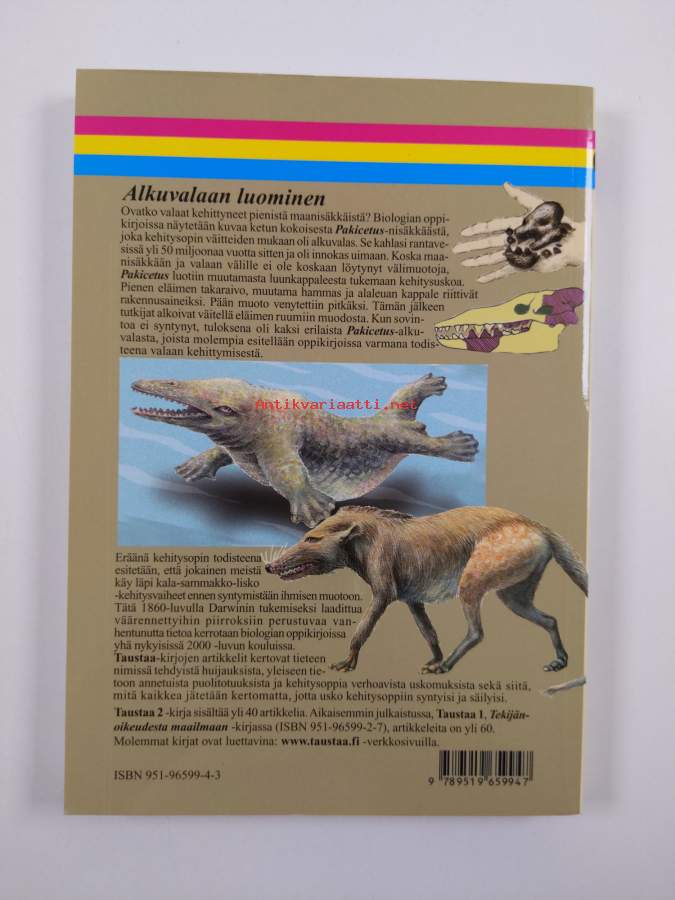 Alkuvalaan luominen
Ovatko valaat kehittyneet pienistä maanisäkkäistä? Biologian oppi-
kirjoissa näytetään kuvaa ketun kokoisesta Pakicetus-nisäkkäästä,
joka kehitysopin väitteiden mukaan oli alkuvalas. Se kahlasi rantave-
sissä yli 50 miljoonaa vuotta sitten ja oli innokas uimaan. Koska maa-
nisäkkään ja valaan välille ei ole koskaan löytynyt välimuotoja,
Pakicetus luotiin muutamasta luunkappaleesta tukemaan kehitysuskoa.
Pienen eläimen takaraivo, muutama hammas ja alaleuan kappale riittivät
rakennusaineiksi. Pään muoto venytettiin pitkäksi. Tämän jälkeen
tutkijat alkoivat väitellä eläimen ruumiin muodosta. Kun sovin-
toa ei syntynyt, tuloksena oli kaksi erilaista Pakicetus-alku-
valasta, joista molempia esitellään oppikirjoissa varmana todis-
teena valaan kehittymisestä.
Antikvariaatti.net
Eräänä kehitysopin todisteena
esitetään, että jokainen meistä
käy läpi kala-sammakko-lisko
-kehitysvaiheet ennen syntymistään ihmisen muotoon.
Tätä 1860-luvulla Darwinin tukemiseksi laadittua
väärennettyihin piirroksiin perustuvaa van-
hentunutta tietoa kerrotaan biologian oppikirjoissa
yhä nykyisissä 2000 -luvun kouluissa.
Taustaa-kirjojen artikkelit kertovat tieteen
nimissä tehdyistä huijauksista, yleiseen tie-
toon annetuista puolitotuuksista ja kehitysoppia verhoavista uskomuksista sekä siitä,
mitä kaikkea jätetään kertomatta, jotta usko kehitysoppiin syntyisi ja säilyisi.
Taustaa 2 -kirja sisältää yli 40 artikkelia. Aikaisemmin julkaistussa, Taustaa 1, Tekijän-
oikeudesta maailmaan -kirjassa (ISBN 951-96599-2-7), artikkeleita on yli 60.
Molemmat kirjat ovat luettavina: www.taustaa.fi -verkkosivuilla.
ISBN 951-96599-4-3
9 789519 659947